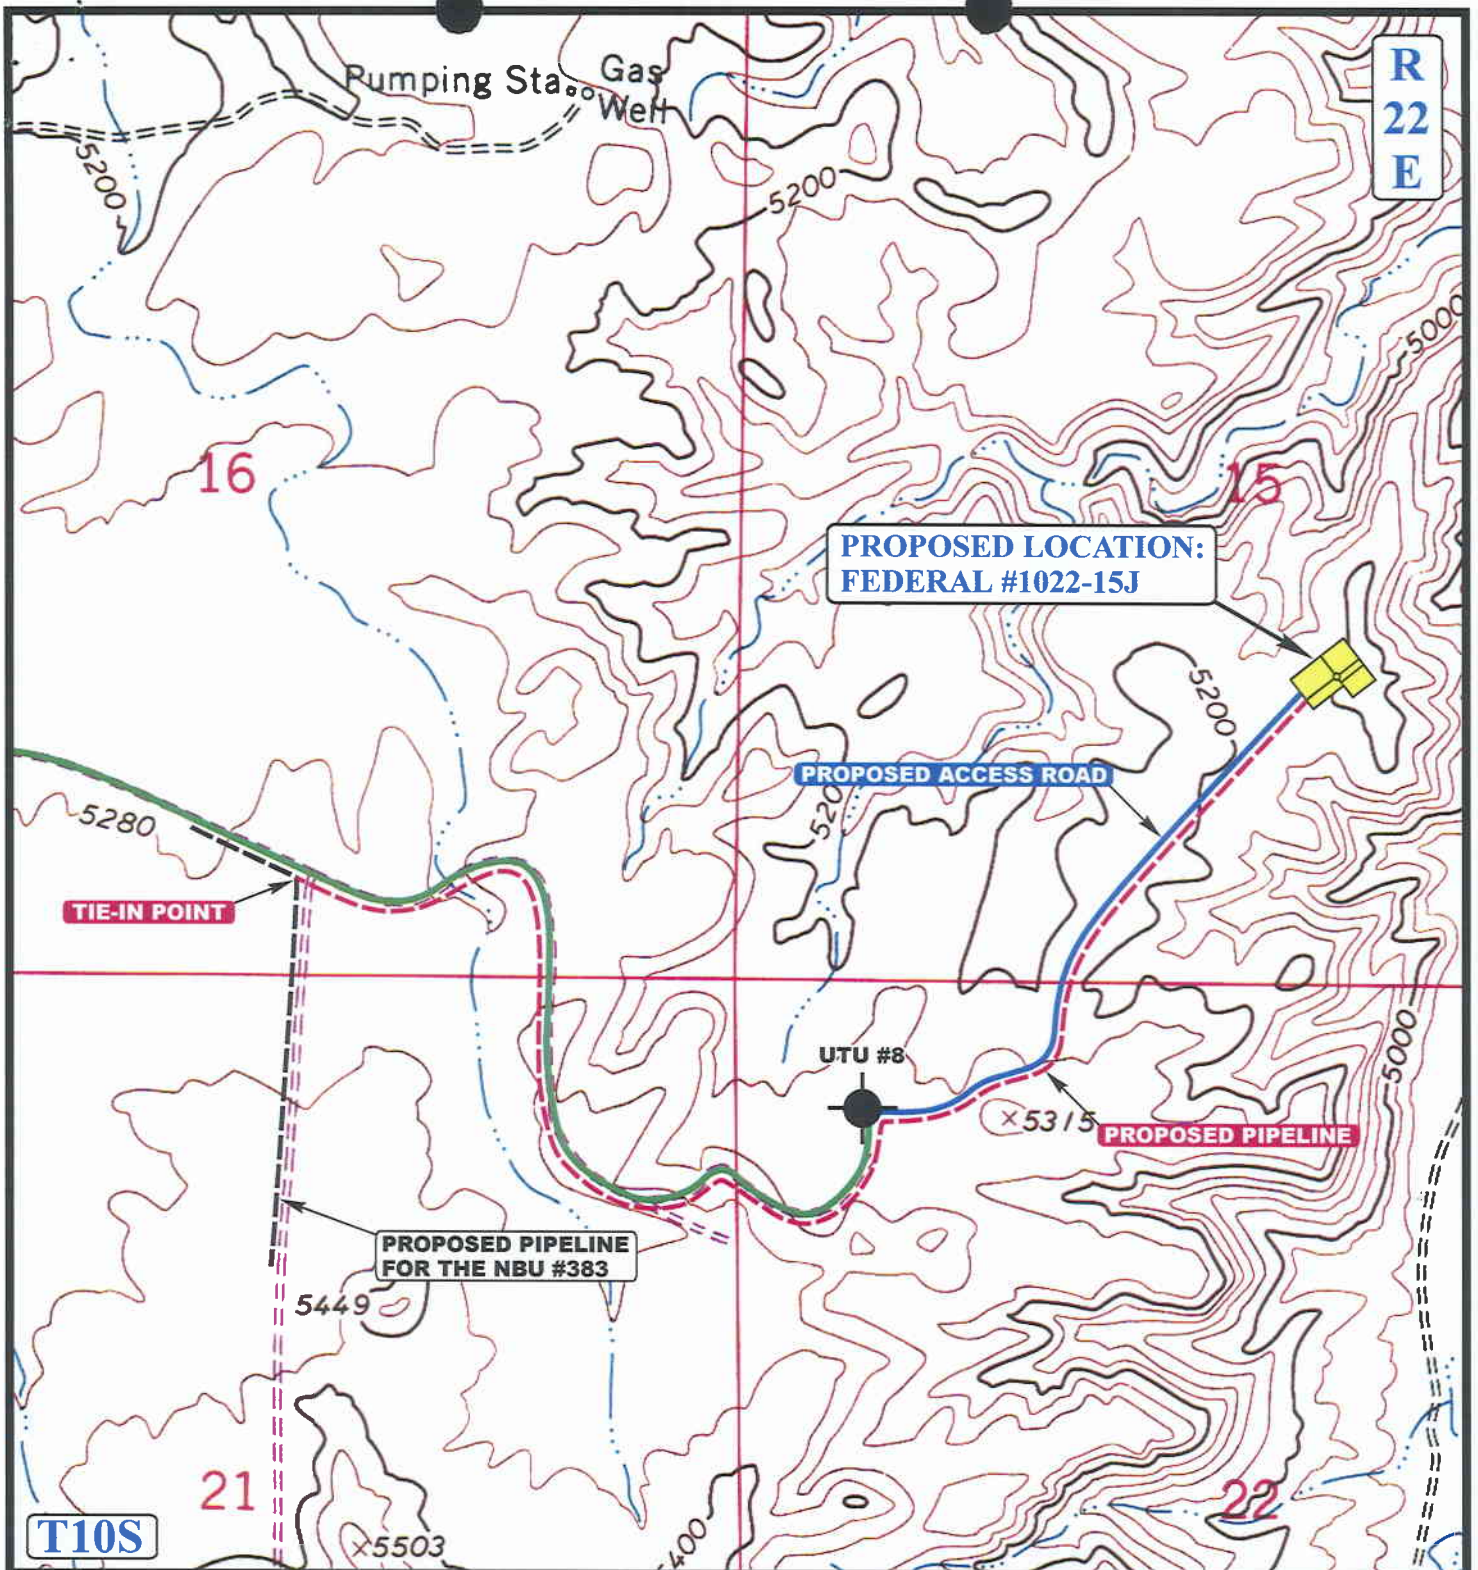 Pumping Sta.
Gas
Well
R
22
E
5200
5200
5000
16
15
PROPOSED LOCATION:
FEDERAL #1022-15J
5200
PROPOSED ACCESS ROAD
520
5280
TIE-IN POINT
5000
UTU #8
×5315
PROPOSED PIPELINE
PROPOSED PIPELINE
FOR THE NBU #383
5449
21
22
T10S
×5503
400